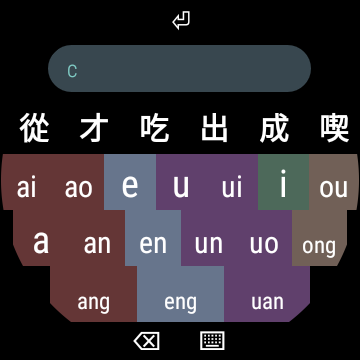 c
從 才 吃 出 成 喫
ai ao e u ui i ou
a an en un uo ong
ang eng uan